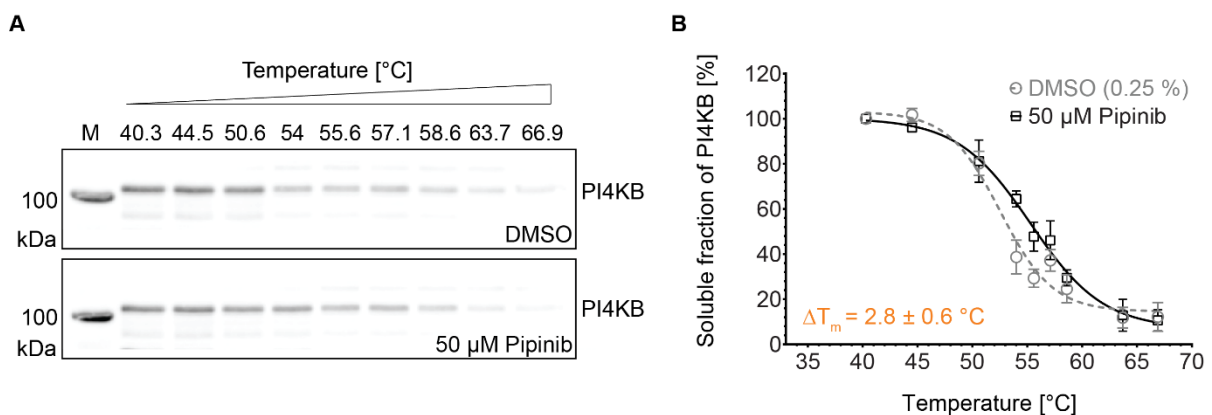 A
Temperature [°C]
M 40.3 44.5 50.6 54 55.6 57.1 58.6 63.7 66.9
100
kDa
PI4KB
DMSO
100
kDa
PI4KB
50 µM Pipinib
B
Soluble fraction of PI4KB [%]
120
100
80
60
40
20
0
DMSO (0.25 %)
50 µM Pipinib
ΔTm = 2.8 ± 0.6 °C
35 40 45 50 55 60 65 70
Temperature [°C]